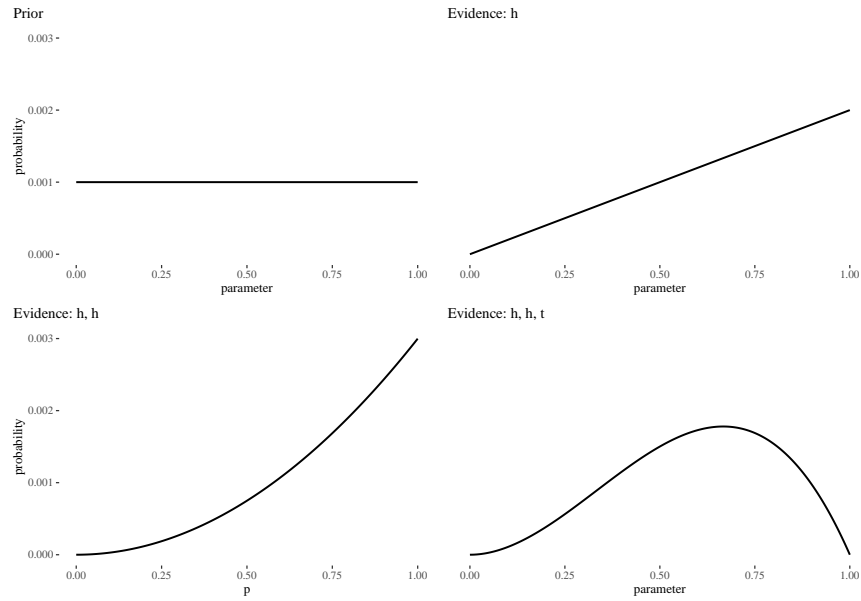 Prior
Evidence: h
0.003
0.002
0.001
0.000
probability
0.00 0.25 0.50 0.75 1.00
parameter
0.00 0.25 0.50 0.75 1.00
parameter
Evidence: h, h
Evidence: h, h, t
0.003
0.002
0.001
0.000
probability
0.00 0.25 0.50 0.75 1.00
p
0.00 0.25 0.50 0.75 1.00
parameter